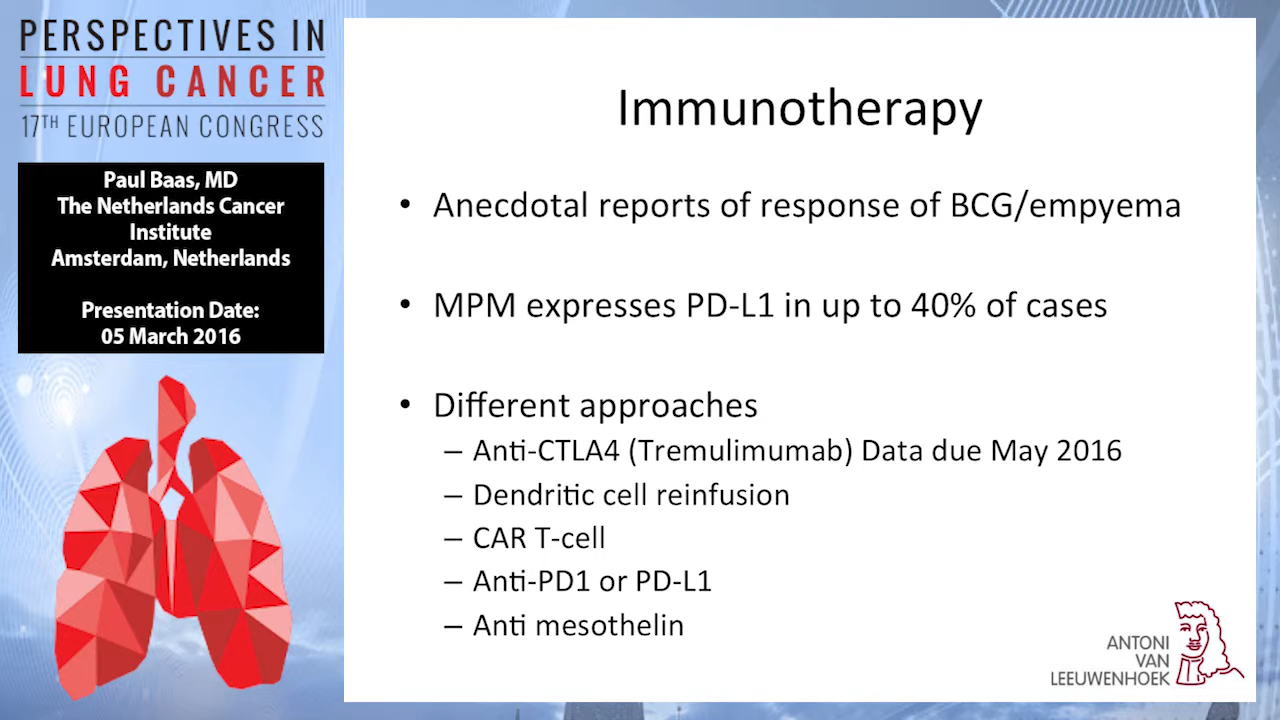 PERSPECTIVES IN
LUNG CANCER
17TH EUROPEAN CONGRESS
Paul Baas, MD
The Netherlands Cancer
Institute
Amsterdam, Netherlands
Presentation Date:
05 March 2016
Immunotherapy
• Anecdotal reports of response of BCG/empyema
• MPM expresses PD-L1 in up to 40% of cases
• Different approaches
– Anti-CTLA4 (Tremulimumab) Data due May 2016
– Dendritic cell reinfusion
– CAR T-cell
– Anti-PD1 or PD-L1
– Anti mesothelin
ANTONI
VAN
LEEUWENHOEK